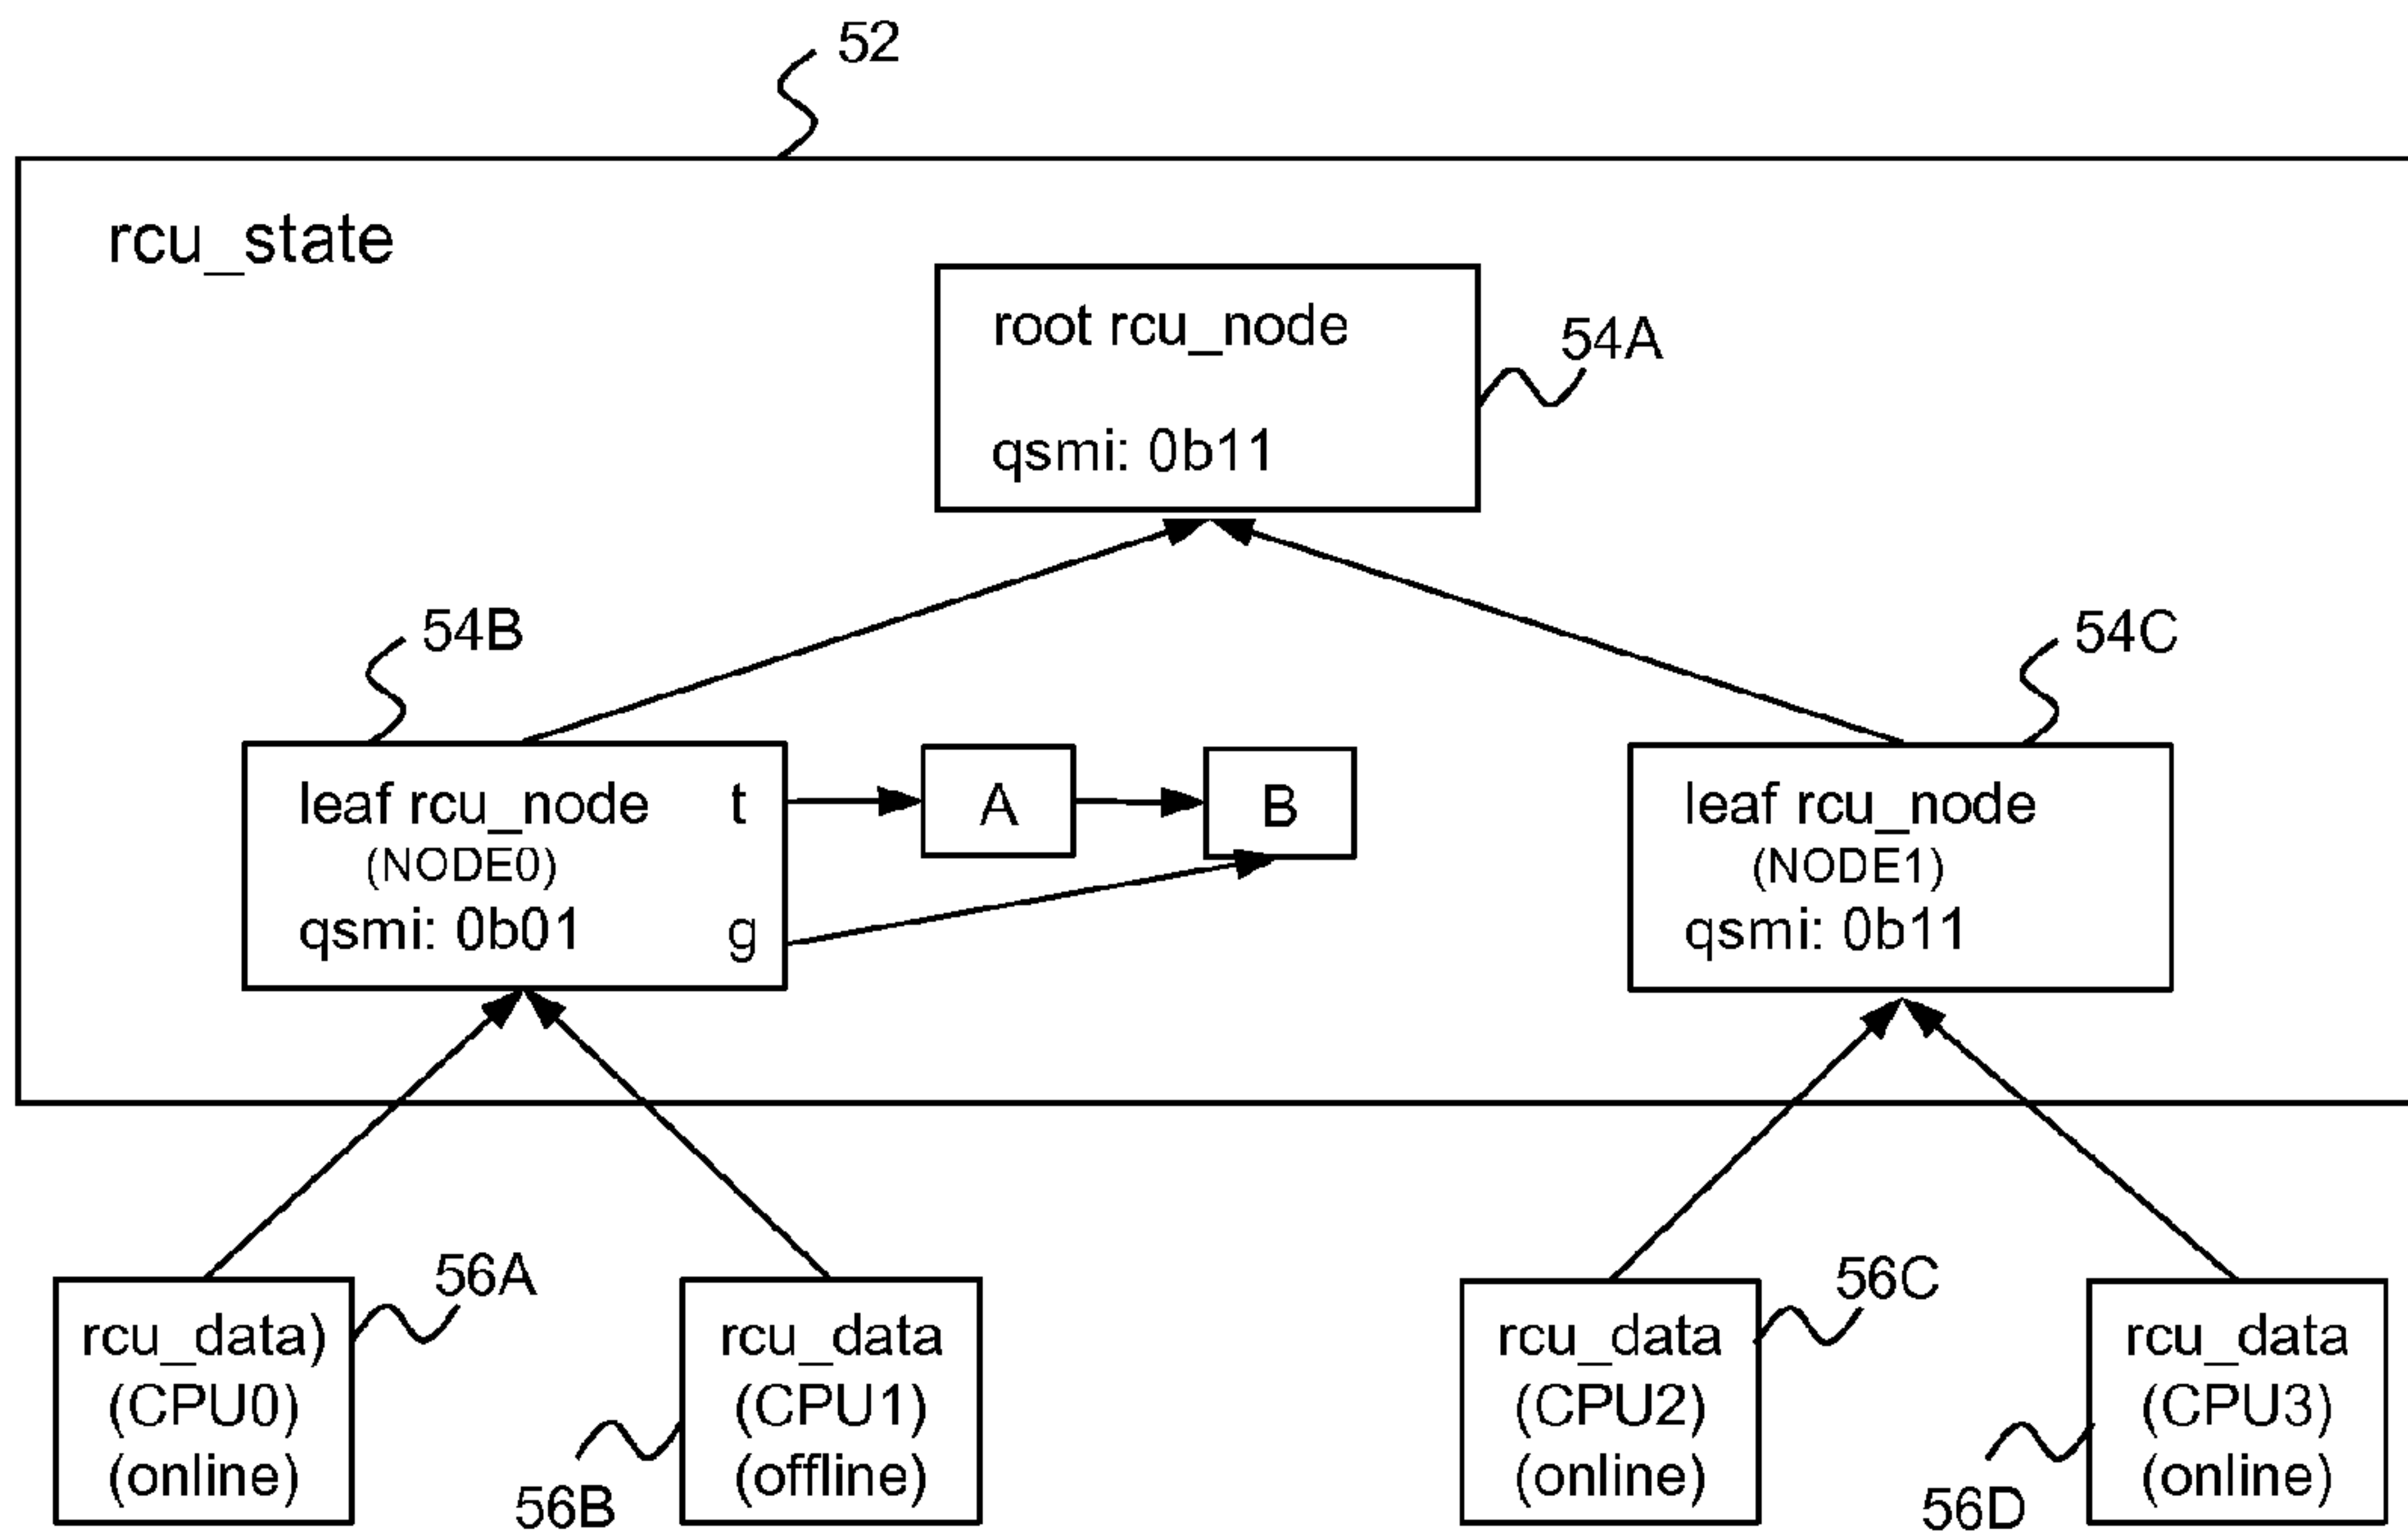 52
rcu_state
root rcu_node
54A
qsmi: 0b11
54B
54C
leaf rcu_node t
(NODE0)
qsmi: 0b01 g
A
B
leaf rcu_node
(NODE1)
qsmi: 0b11
56A
rcu_data)
(CPU0)
(online)
56B
rcu_data
(CPU1)
(offline)
56C
rcu_data
(CPU2)
(online)
56D
rcu_data
(CPU3)
(online)